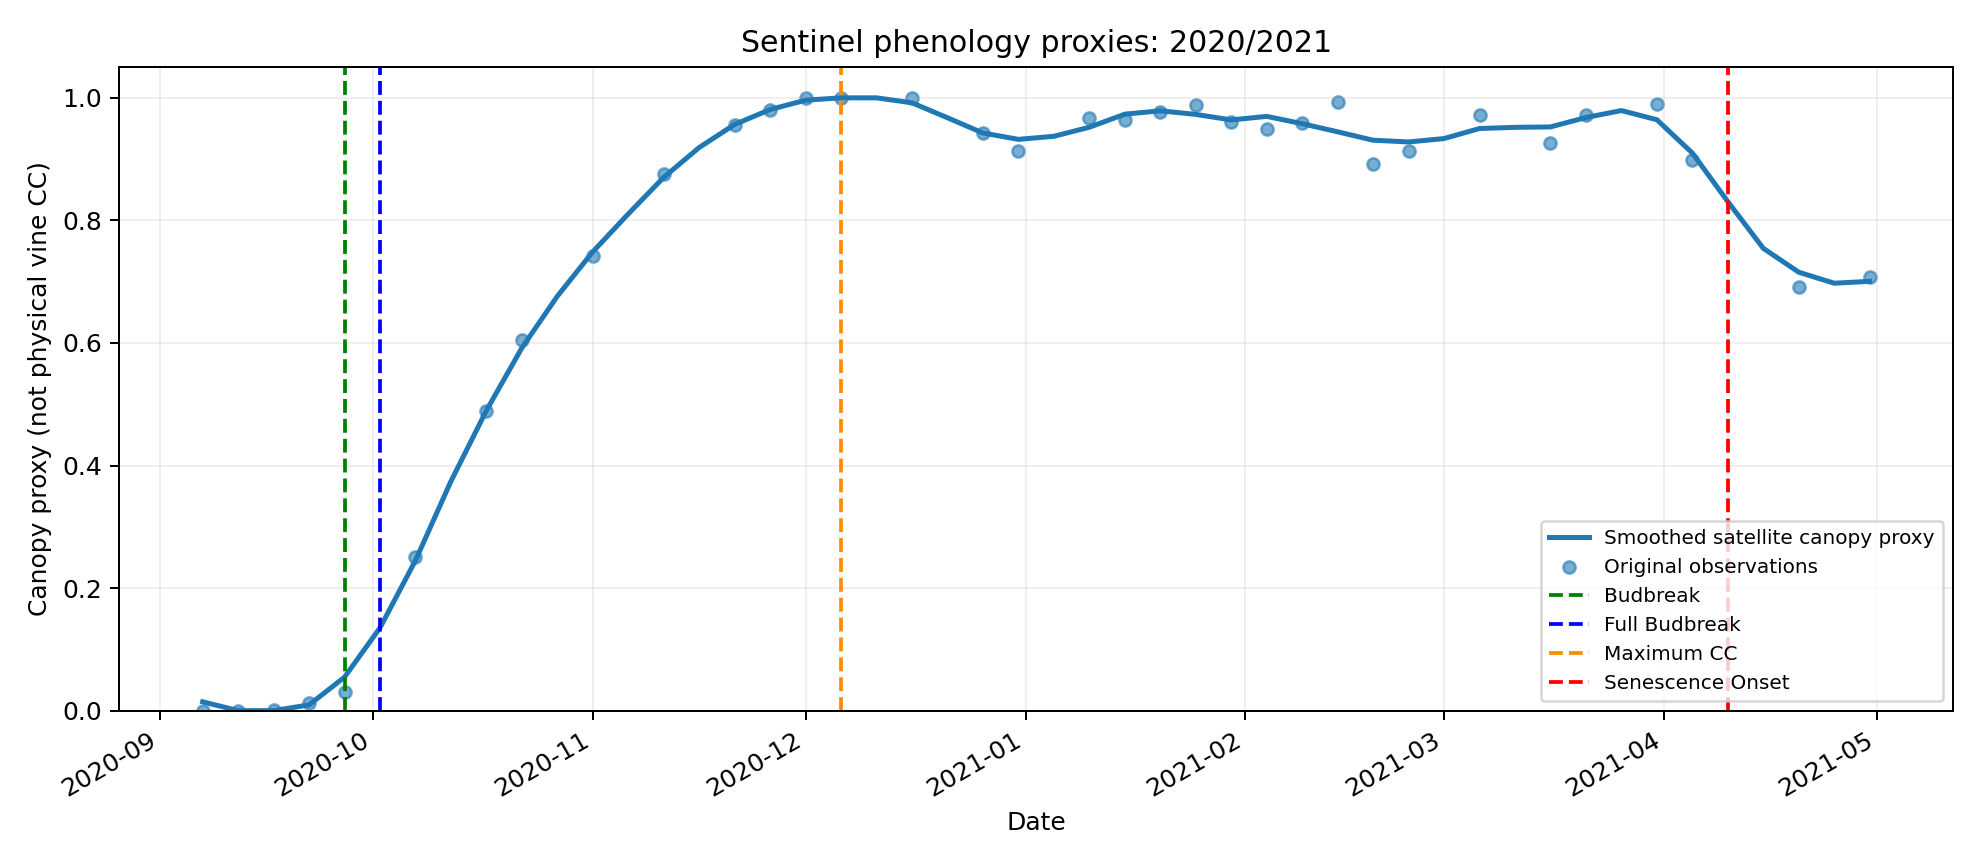 Sentinel phenology proxies: 2020/2021
Canopy proxy (not physical vine CC)
1.0
0.8
0.6
0.4
0.2
0.0
Smoothed satellite canopy proxy
Original observations
Budbreak
Full Budbreak
Maximum CC
Senescence Onset
2020-09
2020-10
2020-11
2020-12
2021-01
2021-02
2021-03
2021-04
2021-05
Date